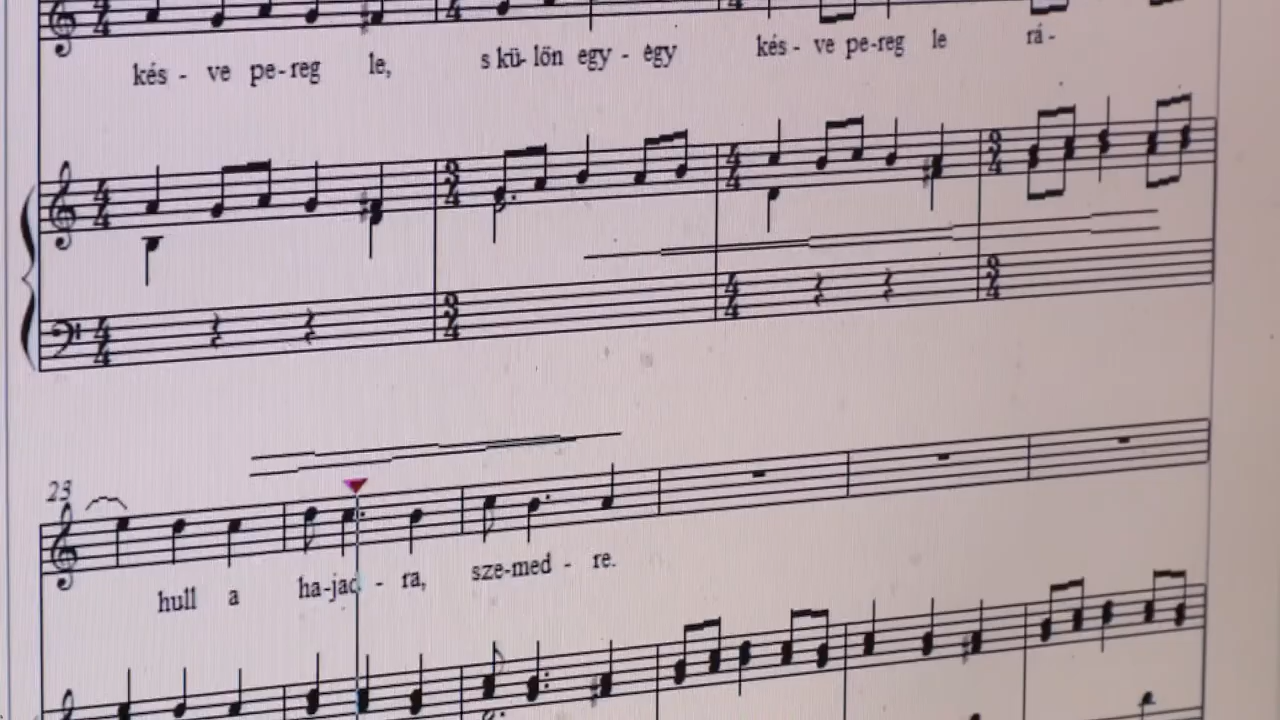 kés - ve pe-reg le, s kü-lön egy - egy kés - ve pe-reg le rá-
23
hull a ha-jad - ra, sze-med - re.